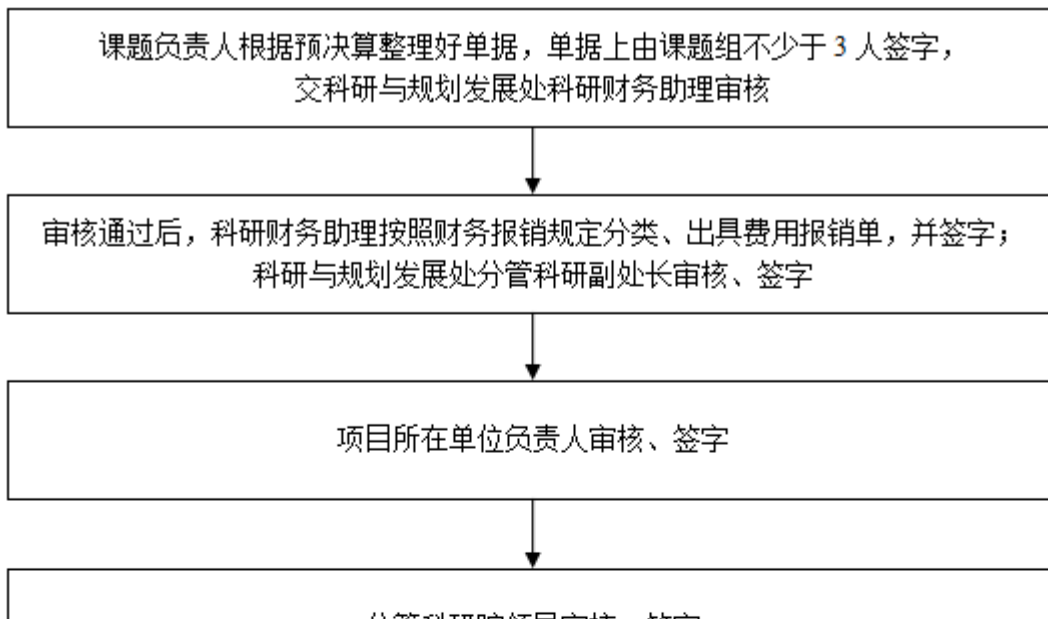 课题负责人根据预决算整理好单据，单据上由课题组不少于 3 人签字，
交科研与规划发展处科研财务助理审核
审核通过后，科研财务助理按照财务报销规定分类、出具费用报销单，并签字；
科研与规划发展处分管科研副处长审核、签字
项目所在单位负责人审核、签字